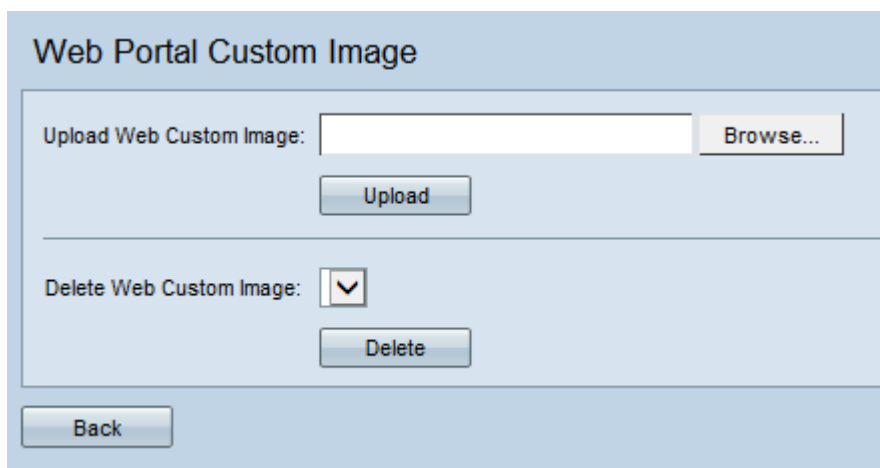 Web Portal Custom Image
Upload Web Custom Image: Browse...
Upload
Delete Web Custom Image:
Delete
Back